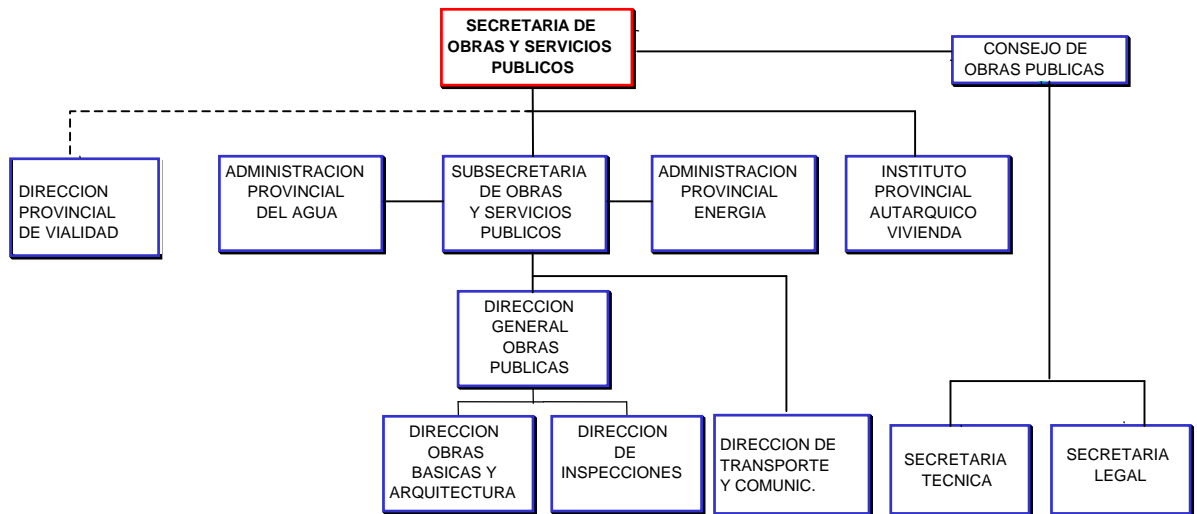 SECRETARIA DE
OBRAS Y SERVICIOS
PUBLICOS
CONSEJO DE
OBRAS PUBLICAS
DIRECCION
PROVINCIAL
DE VIALIDAD
ADMINISTRACION
PROVINCIAL
DEL AGUA
SUBSECRETARIA
DE OBRAS
Y SERVICIOS
PUBLICOS
ADMINISTRACION
PROVINCIAL
ENERGIA
INSTITUTO
PROVINCIAL
AUTARQUICO
VIVIENDA
DIRECCION
GENERAL
OBRAS
PUBLICAS
DIRECCION
OBRAS
BASICAS Y
ARQUITECTURA
DIRECCION
DE
INSPECCIONES
DIRECCION DE
TRANSPORTE
Y COMUNIC.
SECRETARIA
TECNICA
SECRETARIA
LEGAL